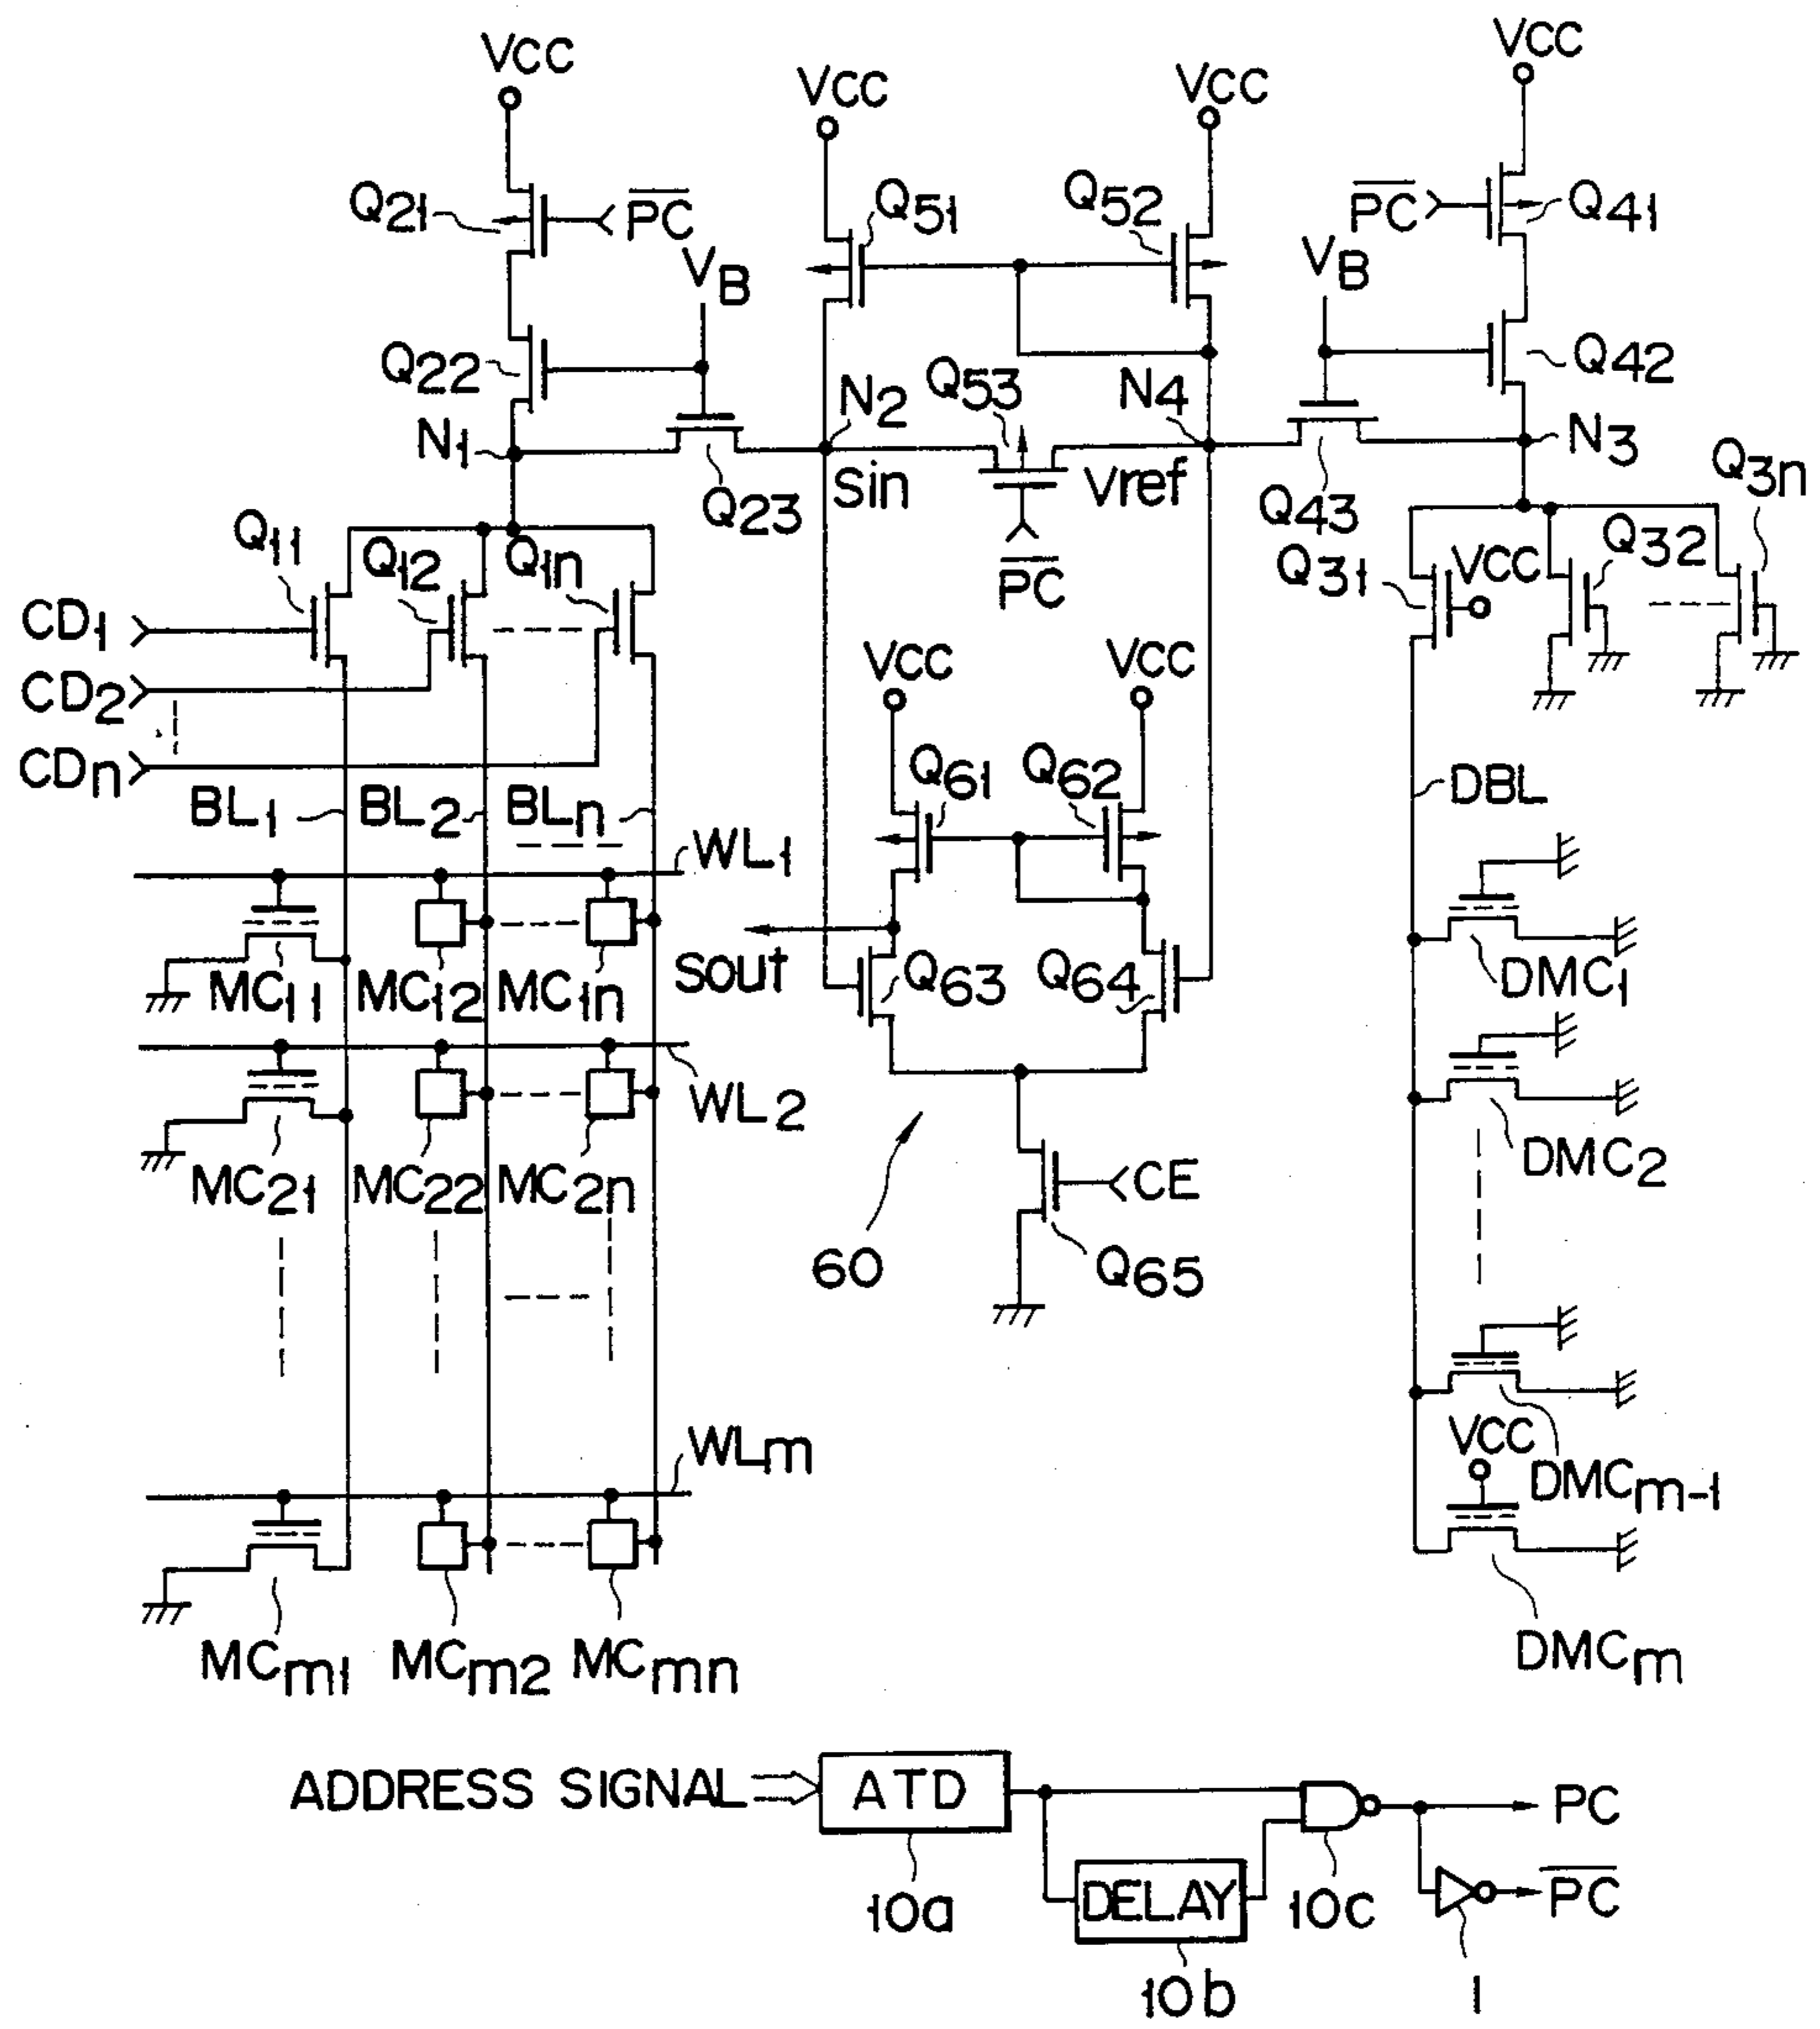 VCC
VCC
VCC
VCC
Q21
PC
Q51
Q52
PC
Q41
VB
VB
Q22
Q42
N1
N2
Q53
N4
N3
Q23
Sin
Vref
Q43
Q3n
Q11
Q12
Q1n
PC
Q31
VCC
Q32
CD1
CD2
CDn
VCC
VCC
Q61
Q62
BL1
BL2
BLn
DBL
WL1
Sout
Q63
Q64
MC11
MC12
MC1n
DMC1
WL2
MC21
MC22
MC2n
CE
DMC2
60
Q65
WLm
VCC
DMCm-1
MCm1
MCm2
MCmn
DMCm
ADDRESS SIGNAL
ATD
PC
10a
DELAY
10c
PC
10b
1